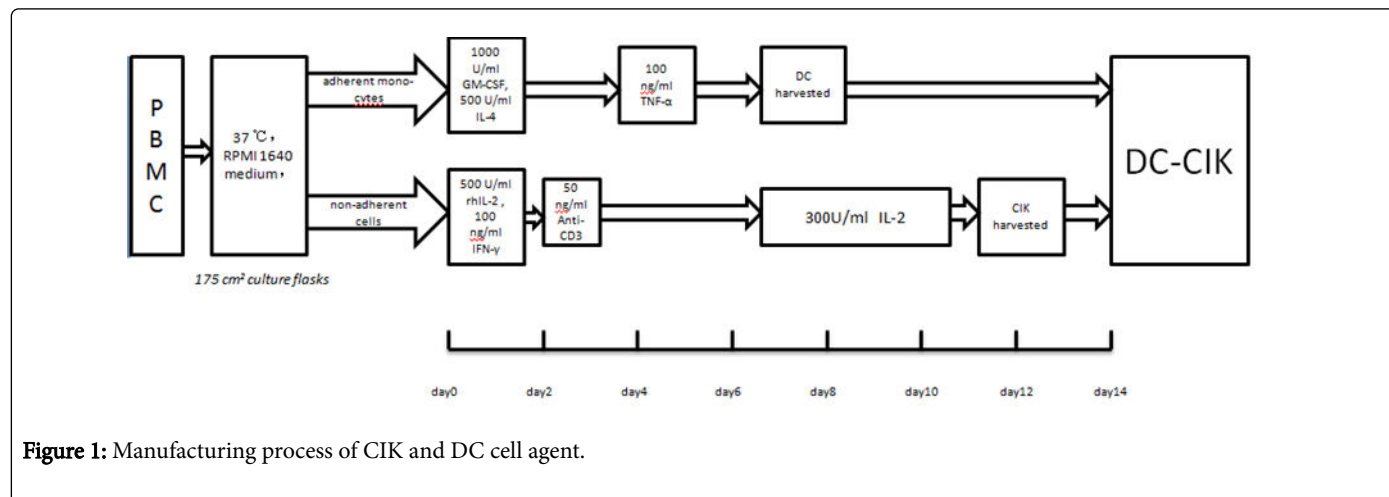 P
B
M
C
37 ℃，
RPMI 1640
medium，
175 cm² culture flasks
adherent mono-
cytes
non-adherent
cells
1000
U/ml
GM-CSF,
500 U/ml
IL-4
100
ng/ml
TNF-α
DC
harvested
500 U/ml
rhIL-2 ,
100
ng/ml
IFN-γ
50
ng/ml
Anti-
CD3
300U/ml IL-2
CIK
harvested
DC-CIK
day0
day2
day4
day6
day8
day10
day12
day14
Figure 1: Manufacturing process of CIK and DC cell agent.